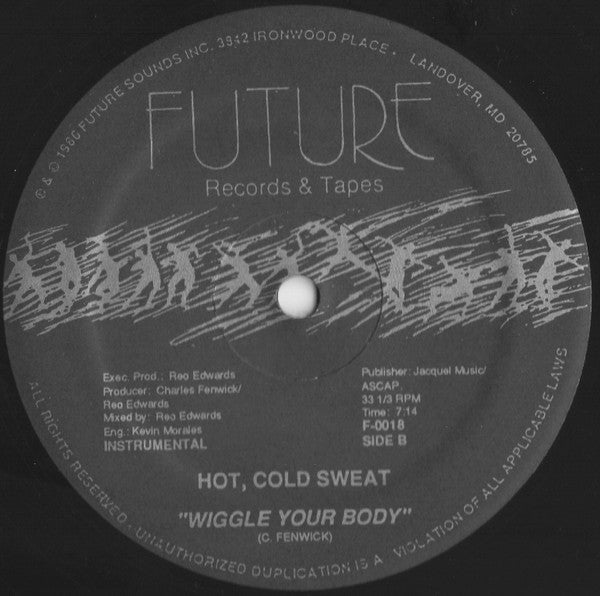 ℗ & © 1986 FUTURE SOUNDS INC. 3942 IRONWOOD PLACE · LANDOVER, MD. 20785
FUTURE
Records & Tapes
Exec. Prod.: Reo Edwards
Producer: Charles Fenwick/
Reo Edwards
Mixed by: Reo Edwards
Eng.: Kevin Morales
INSTRUMENTAL
Publisher: Jacquel Music/
ASCAP.
33 1/3 RPM
Time: 7:14
F-0018
SIDE B
HOT, COLD SWEAT
"WIGGLE YOUR BODY"
(C. FENWICK)
ALL RIGHTS RESERVED. UNAUTHORIZED DUPLICATION IS A VIOLATION OF ALL APPLICABLE LAWS